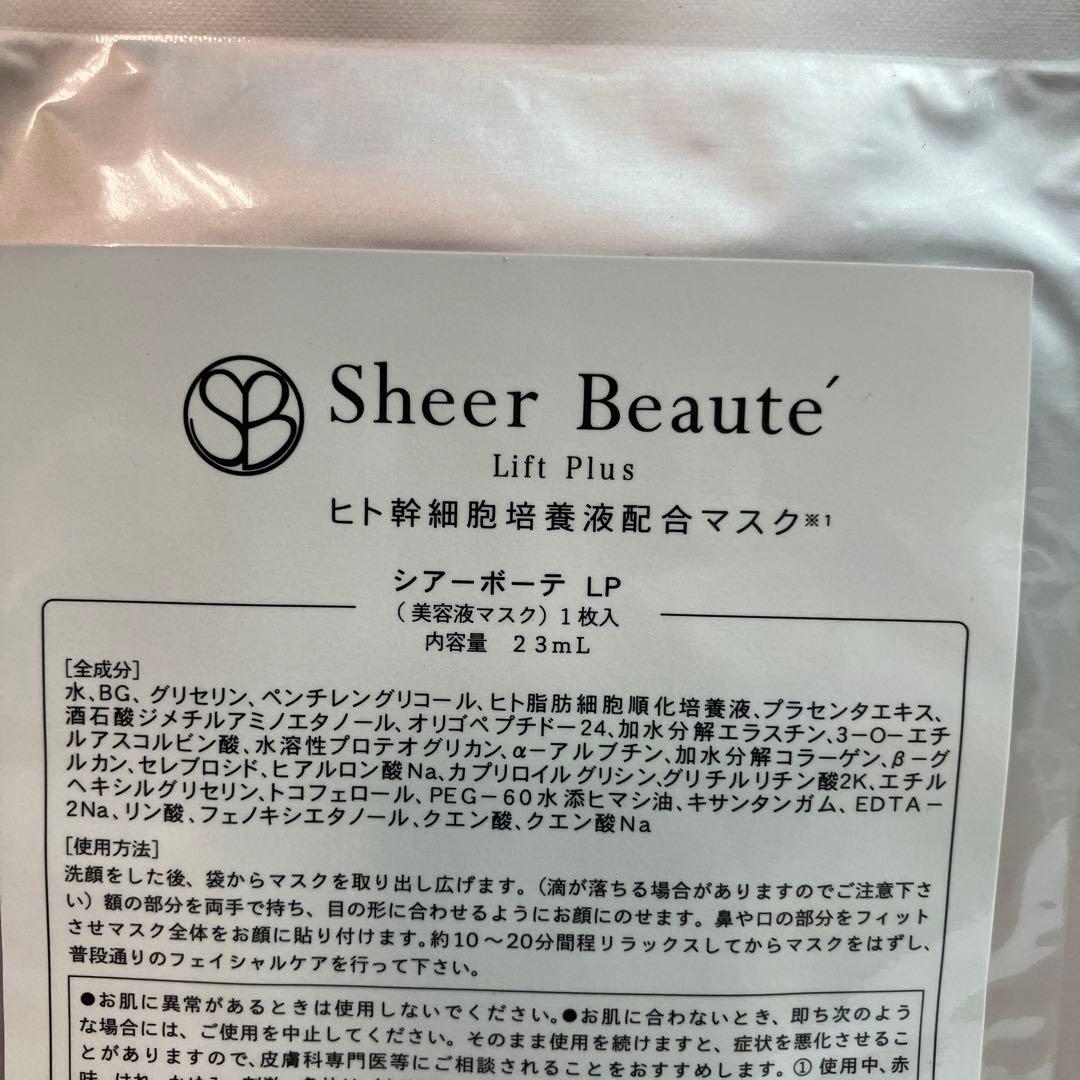 SB
Sheer Beauté
Lift Plus
ヒト幹細胞培養液配合マスク※1
シアーボーテ LP
(美容液マスク) 1枚入
内容量 23mL
[全成分]
水、BG、グリセリン、ペンチレングリコール、ヒト脂肪細胞順化培養液、プラセンタエキス、
酒石酸ジメチルアミノエタノール、オリゴペプチド－24、加水分解エラスチン、3－O－エチ
ルアスコルビン酸、水溶性プロテオグリカン、α－アルブチン、加水分解コラーゲン、β－グ
ルカン、セレブロシド、ヒアルロン酸Na、カプリロイルグリシン、グリチルリチン酸2K、エチル
ヘキシルグリセリン、トコフェロール、PEG－60水添ヒマシ油、キサンタンガム、EDTA－
2Na、リン酸、フェノキシエタノール、クエン酸、クエン酸Na
[使用方法]
洗顔をした後、袋からマスクを取り出し広げます。(滴が落ちる場合がありますのでご注意下さ
い) 額の部分を両手で持ち、目の形に合わせるようにお顔にのせます。鼻や口の部分をフィット
させマスク全体をお顔に貼り付けます。約10～20分間程リラックスしてからマスクをはずし、
普段通りのフェイシャルケアを行って下さい。
●お肌に異常があるときは使用しないでください。●お肌に合わないとき、即ち次のよう
な場合には、ご使用を中止してください。そのまま使用を続けますと、症状を悪化させるこ
とがありますので、皮膚科専門医等にご相談されることをおすすめします。① 使用中、赤